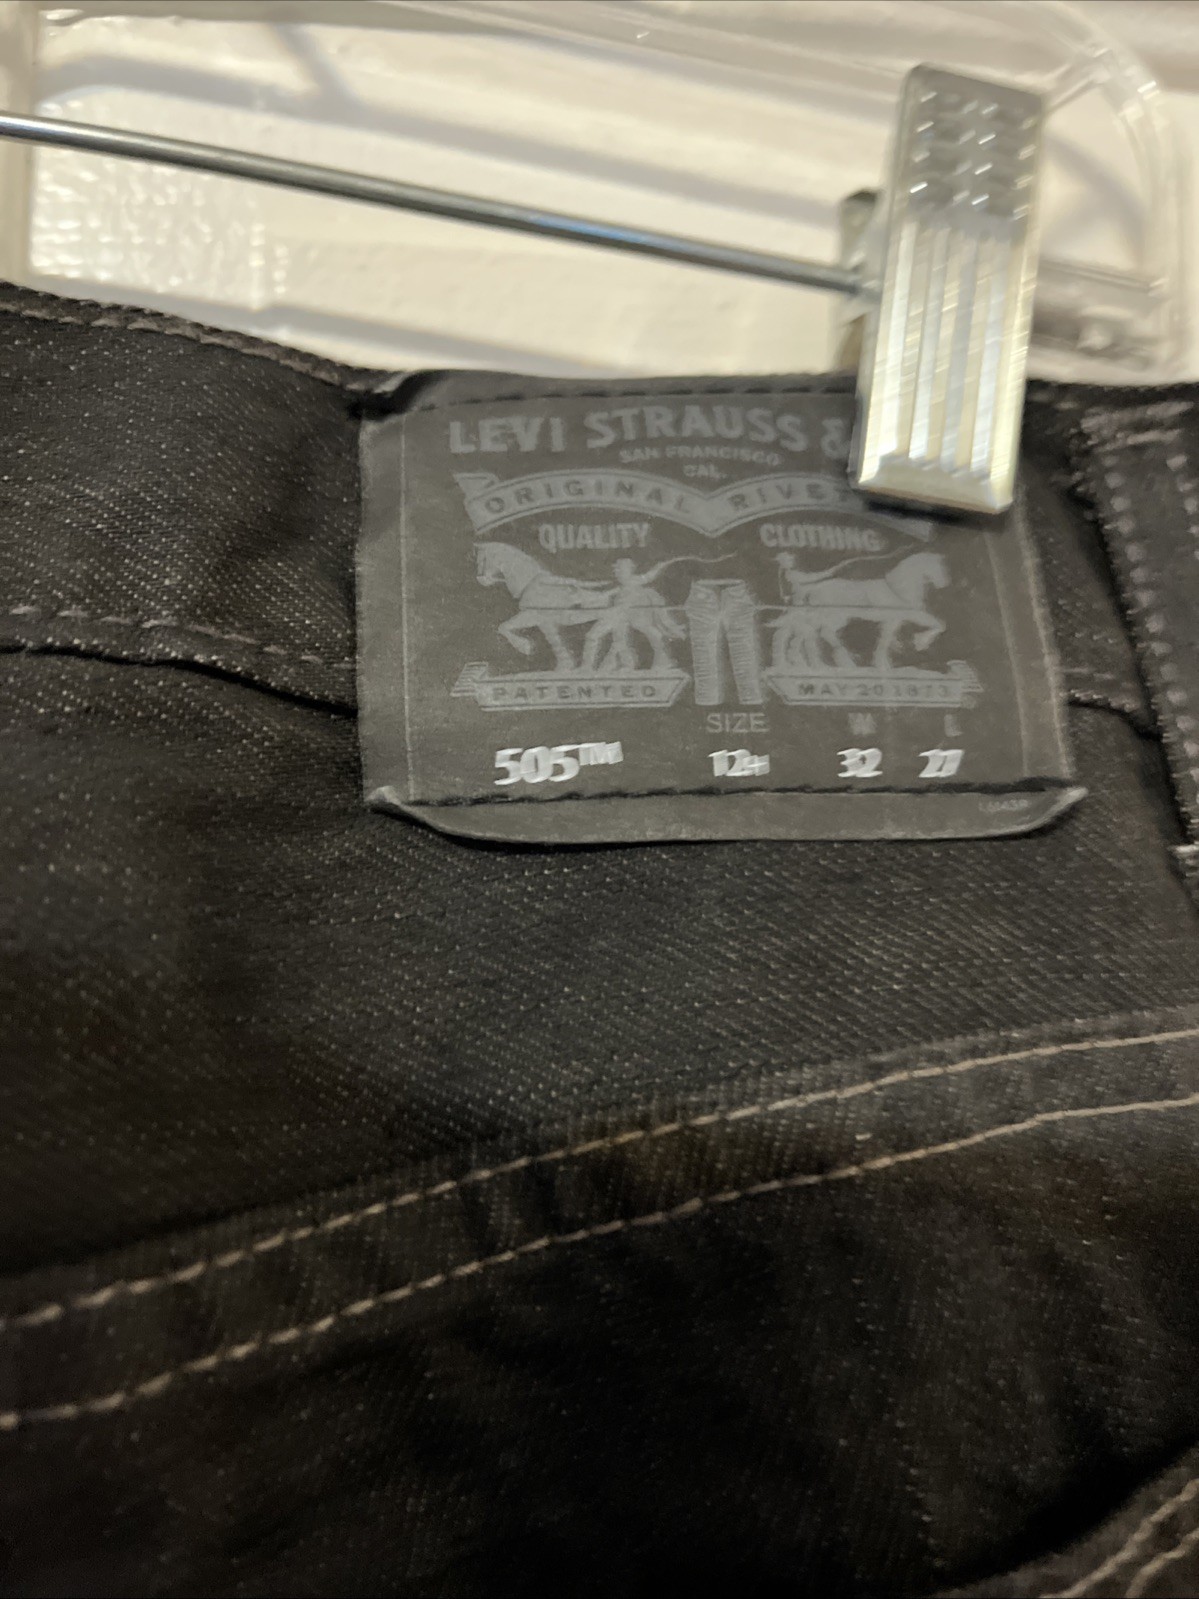 LEVI STRAUSS &
SAN FRANCISCO
CAL.
ORIGINAL RIVET
QUALITY CLOTHING
PATENTED MAY 20 1873
SIZE W L
505™ 12H 32 27